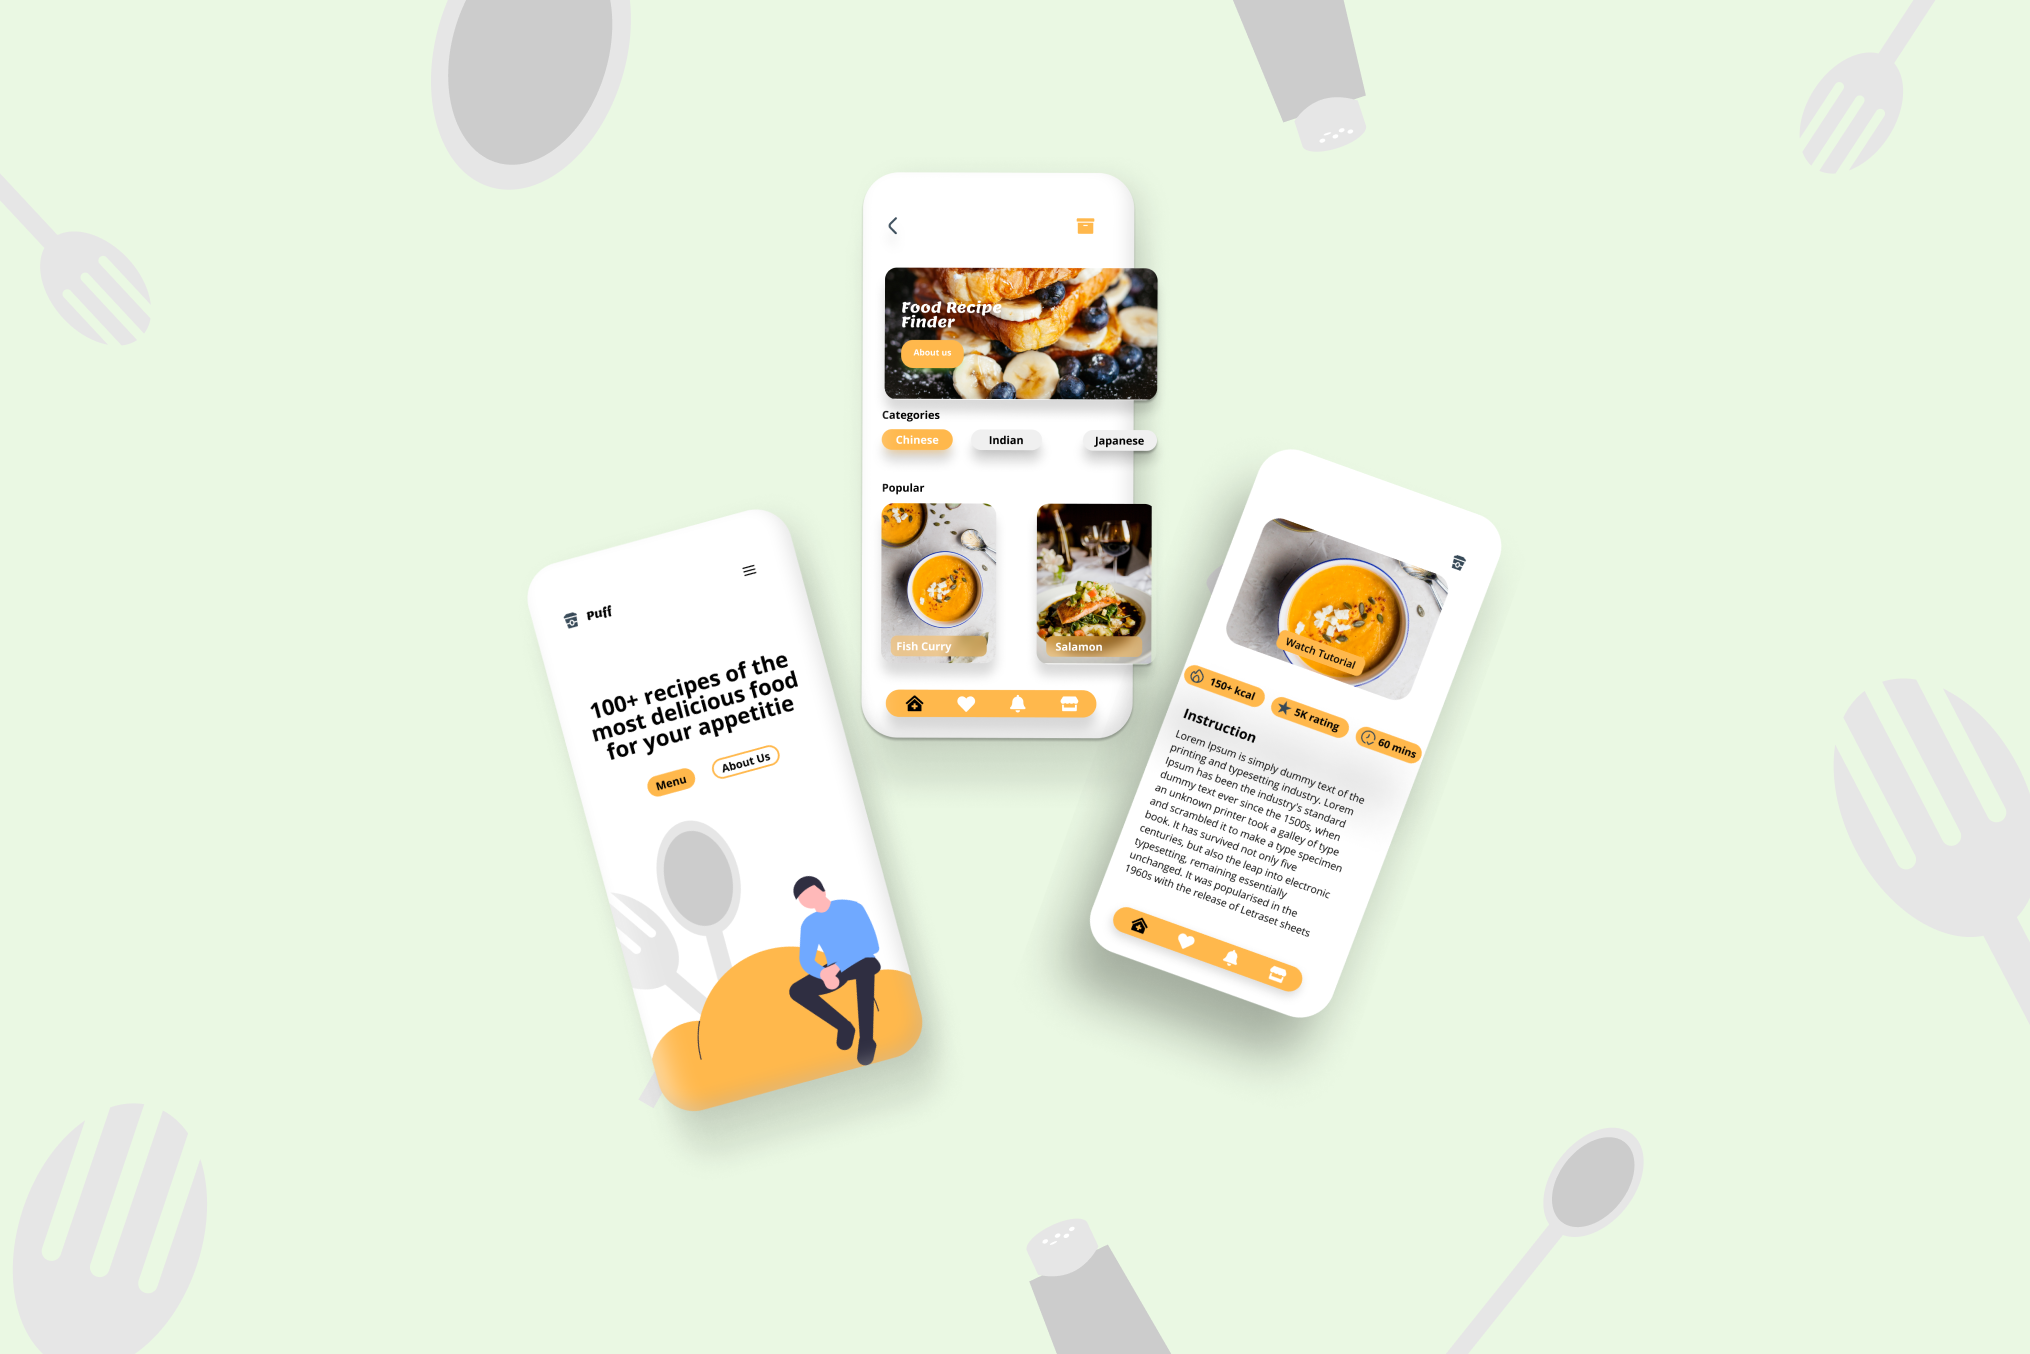 Puff
100+ recipes of the
most delicious food
for your appetitie
Menu
About Us
Food Recipe
Finder
About us
Categories
Chinese
Indian
Japanese
Popular
Fish Curry
Salamon
Watch Tutorial
150+ kcal
5K rating
60 mins
Instruction
Lorem Ipsum is simply dummy text of the
printing and typesetting industry. Lorem
Ipsum has been the industry's standard
dummy text ever since the 1500s, when
an unknown printer took a galley of type
and scrambled it to make a type specimen
book. It has survived not only five
centuries, but also the leap into electronic
typesetting, remaining essentially
unchanged. It was popularised in the
1960s with the release of Letraset sheets